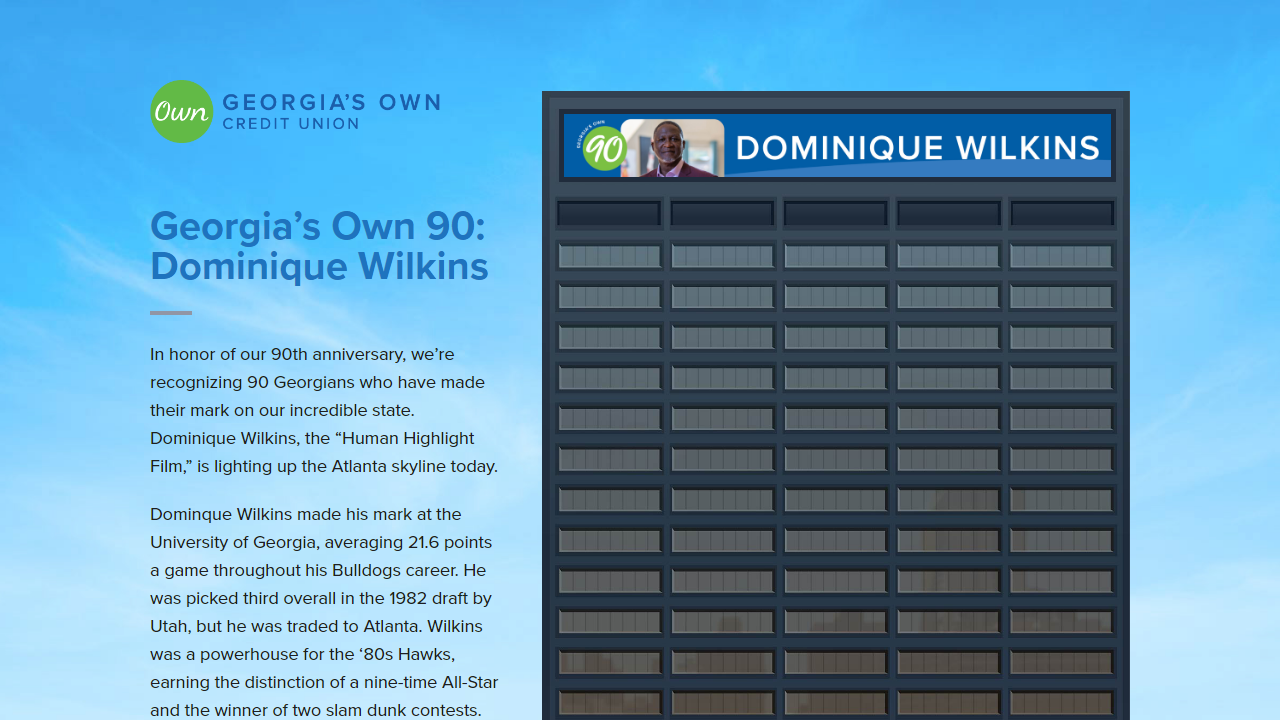 Own
GEORGIA'S OWN
CREDIT UNION
Georgia's Own 90:
Dominique Wilkins
In honor of our 90th anniversary, we're
recognizing 90 Georgians who have made
their mark on our incredible state.
Dominique Wilkins, the “Human Highlight
Film,” is lighting up the Atlanta skyline today.
Dominque Wilkins made his mark at the
University of Georgia, averaging 21.6 points
a game throughout his Bulldogs career. He
was picked third overall in the 1982 draft by
Utah, but he was traded to Atlanta. Wilkins
was a powerhouse for the ‘80s Hawks,
earning the distinction of a nine-time All-Star
and the winner of two slam dunk contests.
GEORGIA'S OWN
90
DOMINIQUE WILKINS